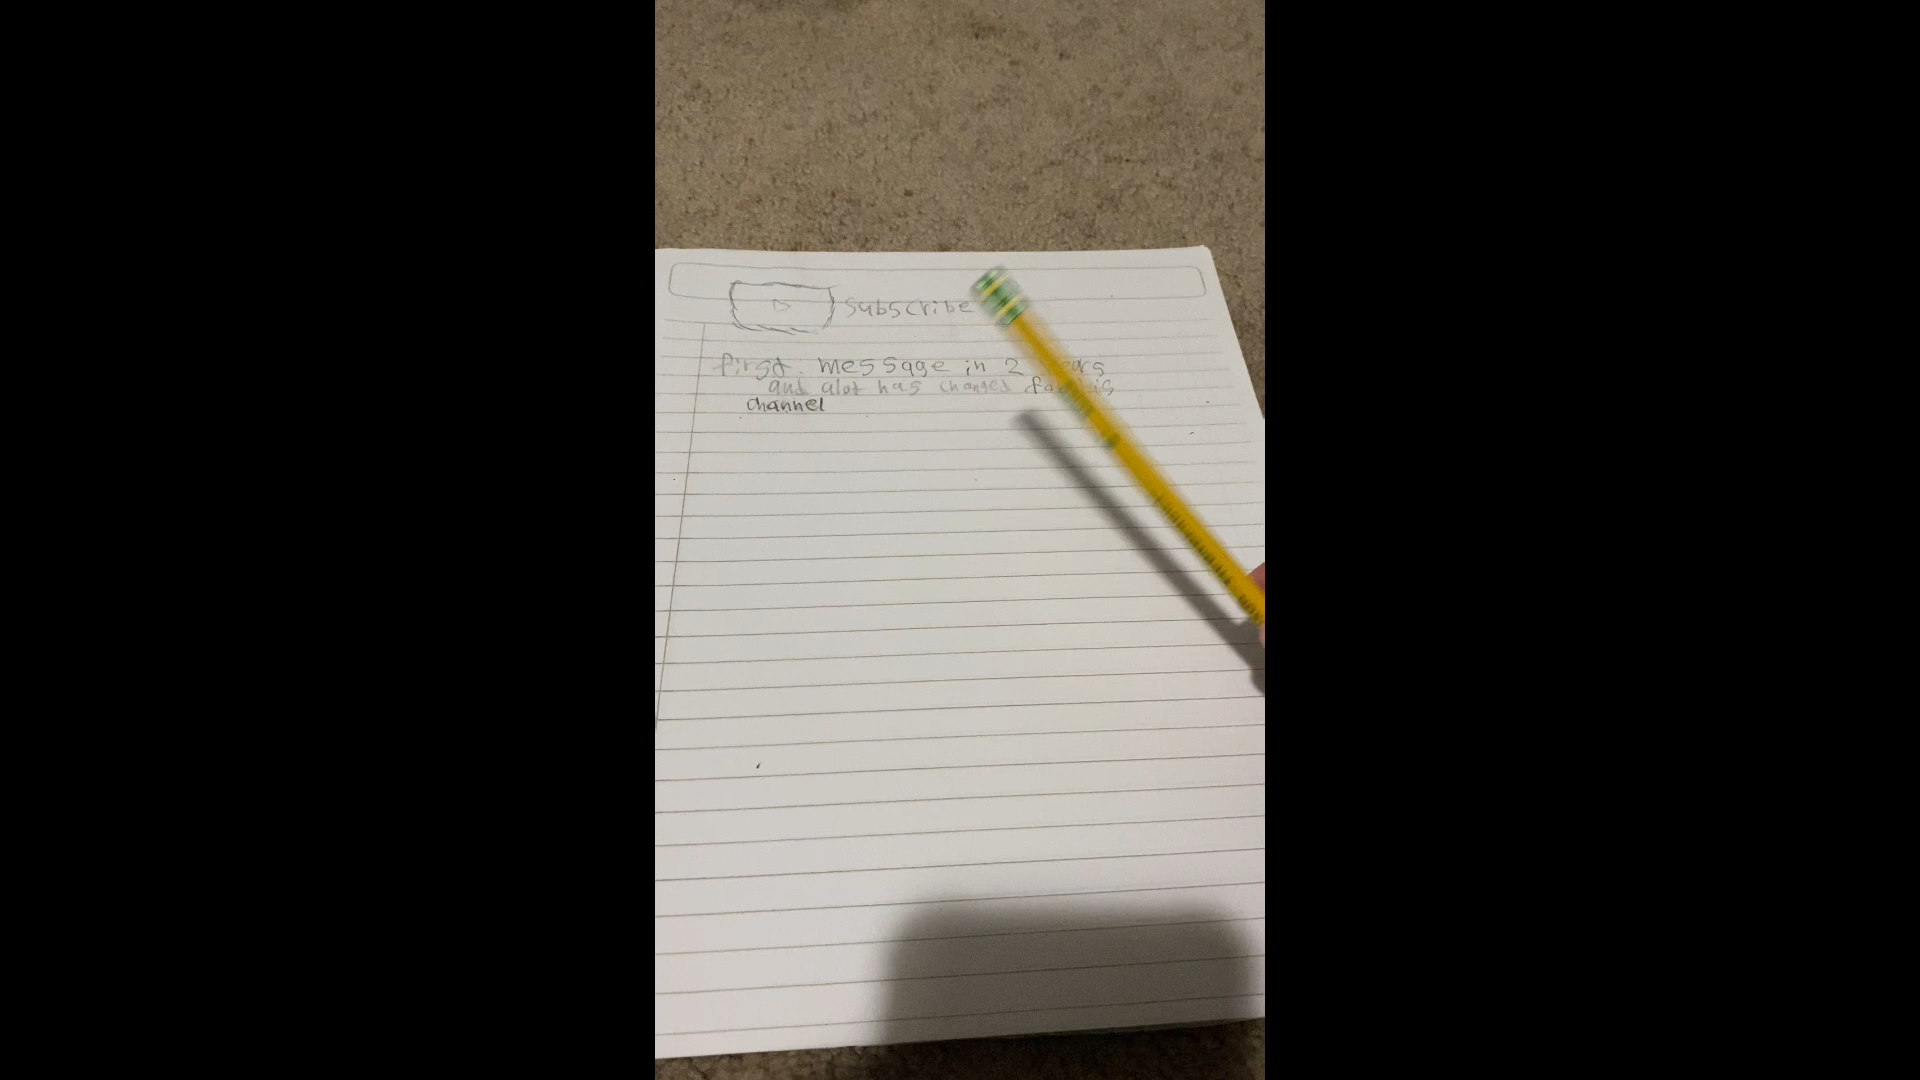 subscribe
first message in 2
and alot has changed
channel